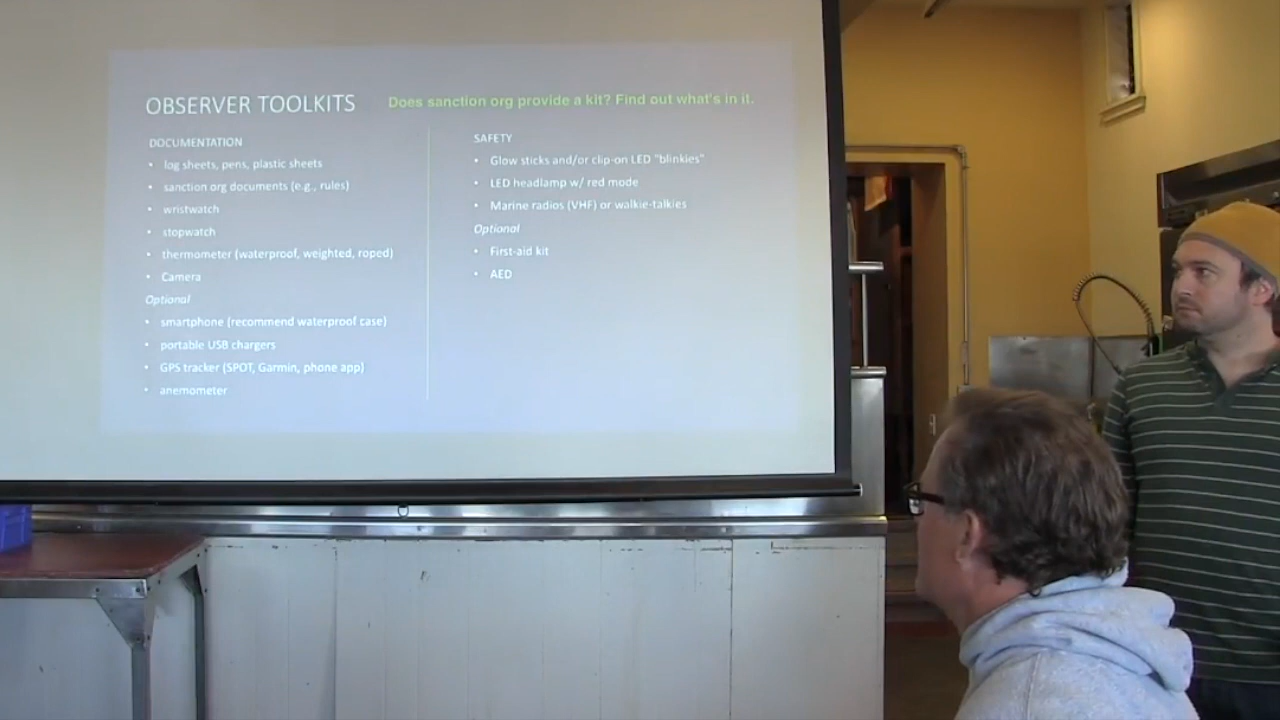 OBSERVER TOOLKITS
Does sanction org provide a kit? Find out what's in it.
DOCUMENTATION
• log sheets, pens, plastic sheets
• sanction org documents (e.g., rules)
• wristwatch
• stopwatch
• thermometer (waterproof, weighted, roped)
• Camera
Optional
• smartphone (recommend waterproof case)
• portable USB chargers
• GPS tracker (SPOT, Garmin, phone app)
• anemometer
SAFETY
• Glow sticks and/or clip-on LED "blinkies"
• LED headlamp w/ red mode
• Marine radios (VHF) or walkie-talkies
Optional
• First-aid kit
• AED